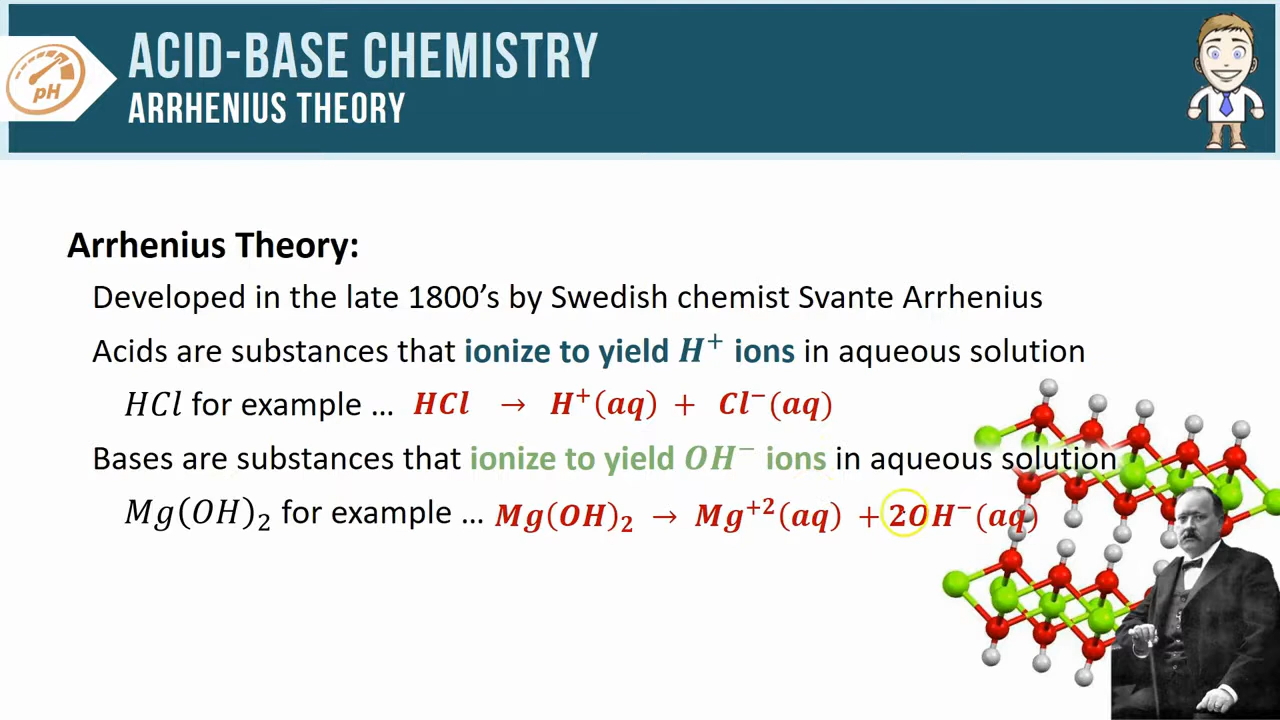 pH
ACID-BASE CHEMISTRY
ARRHENIUS THEORY
Arrhenius Theory:
Developed in the late 1800’s by Swedish chemist Svante Arrhenius
Acids are substances that ionize to yield H⁺ ions in aqueous solution
HCl for example … HCl → H⁺(aq) + Cl⁻(aq)
Bases are substances that ionize to yield OH⁻ ions in aqueous solution
Mg(OH)₂ for example … Mg(OH)₂ → Mg⁺²(aq) + 2OH⁻(aq)